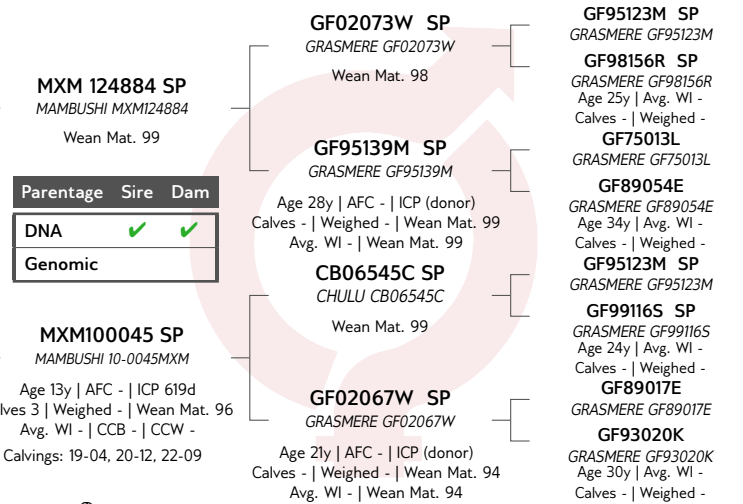 MXM 124884 SP
MAMBUSHI MXM124884
Wean Mat. 99
Parentage Sire Dam
DNA ✔ ✔
Genomic
MXM100045 SP
MAMBUSHI 10-0045MXM
Age 13y | AFC - | ICP 619d
lves 3 | Weighed - | Wean Mat. 96
Avg. WI - | CCB - | CCW -
Calvings: 19-04, 20-12, 22-09
GF02073W SP
GRASMERE GF02073W
Wean Mat. 98
GF95139M SP
GRASMERE GF95139M
Age 28y | AFC - | ICP (donor)
Calves - | Weighed - | Wean Mat. 99
Avg. WI - | Wean Mat. 99
CB06545C SP
CHULU CB06545C
Wean Mat. 99
GF02067W SP
GRASMERE GF02067W
Age 21y | AFC - | ICP (donor)
Calves - | Weighed - | Wean Mat. 94
Avg. WI - | Wean Mat. 94
GF95123M SP
GRASMERE GF95123M
GF98156R SP
GRASMERE GF98156R
Age 25y | Avg. WI -
Calves - | Weighed -
GF75013L
GRASMERE GF75013L
GF89054E
GRASMERE GF89054E
Age 34y | Avg. WI -
Calves - | Weighed -
GF95123M SP
GRASMERE GF95123M
GF99116S SP
GRASMERE GF99116S
Age 24y | Avg. WI -
Calves - | Weighed -
GF89017E
GRASMERE GF89017E
GF93020K
GRASMERE GF93020K
Age 30y | Avg. WI -
Calves - | Weighed -